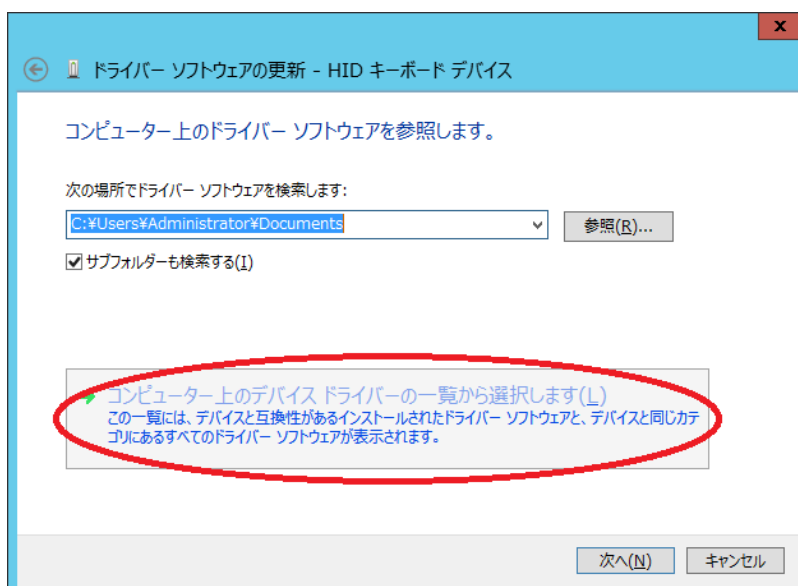 x
ドライバー ソフトウェアの更新 - HID キーボード デバイス
コンピューター上のドライバー ソフトウェアを参照します。
次の場所でドライバー ソフトウェアを検索します:
C:¥Users¥Administrator¥Documents
参照(R)...
サブフォルダーも検索する(I)
コンピューター上のデバイス ドライバーの一覧から選択します(L)
この一覧には、デバイスと互換性があるインストールされたドライバー ソフトウェアと、デバイスと同じカテ
ゴリにあるすべてのドライバー ソフトウェアが表示されます。
次へ(N)
キャンセル